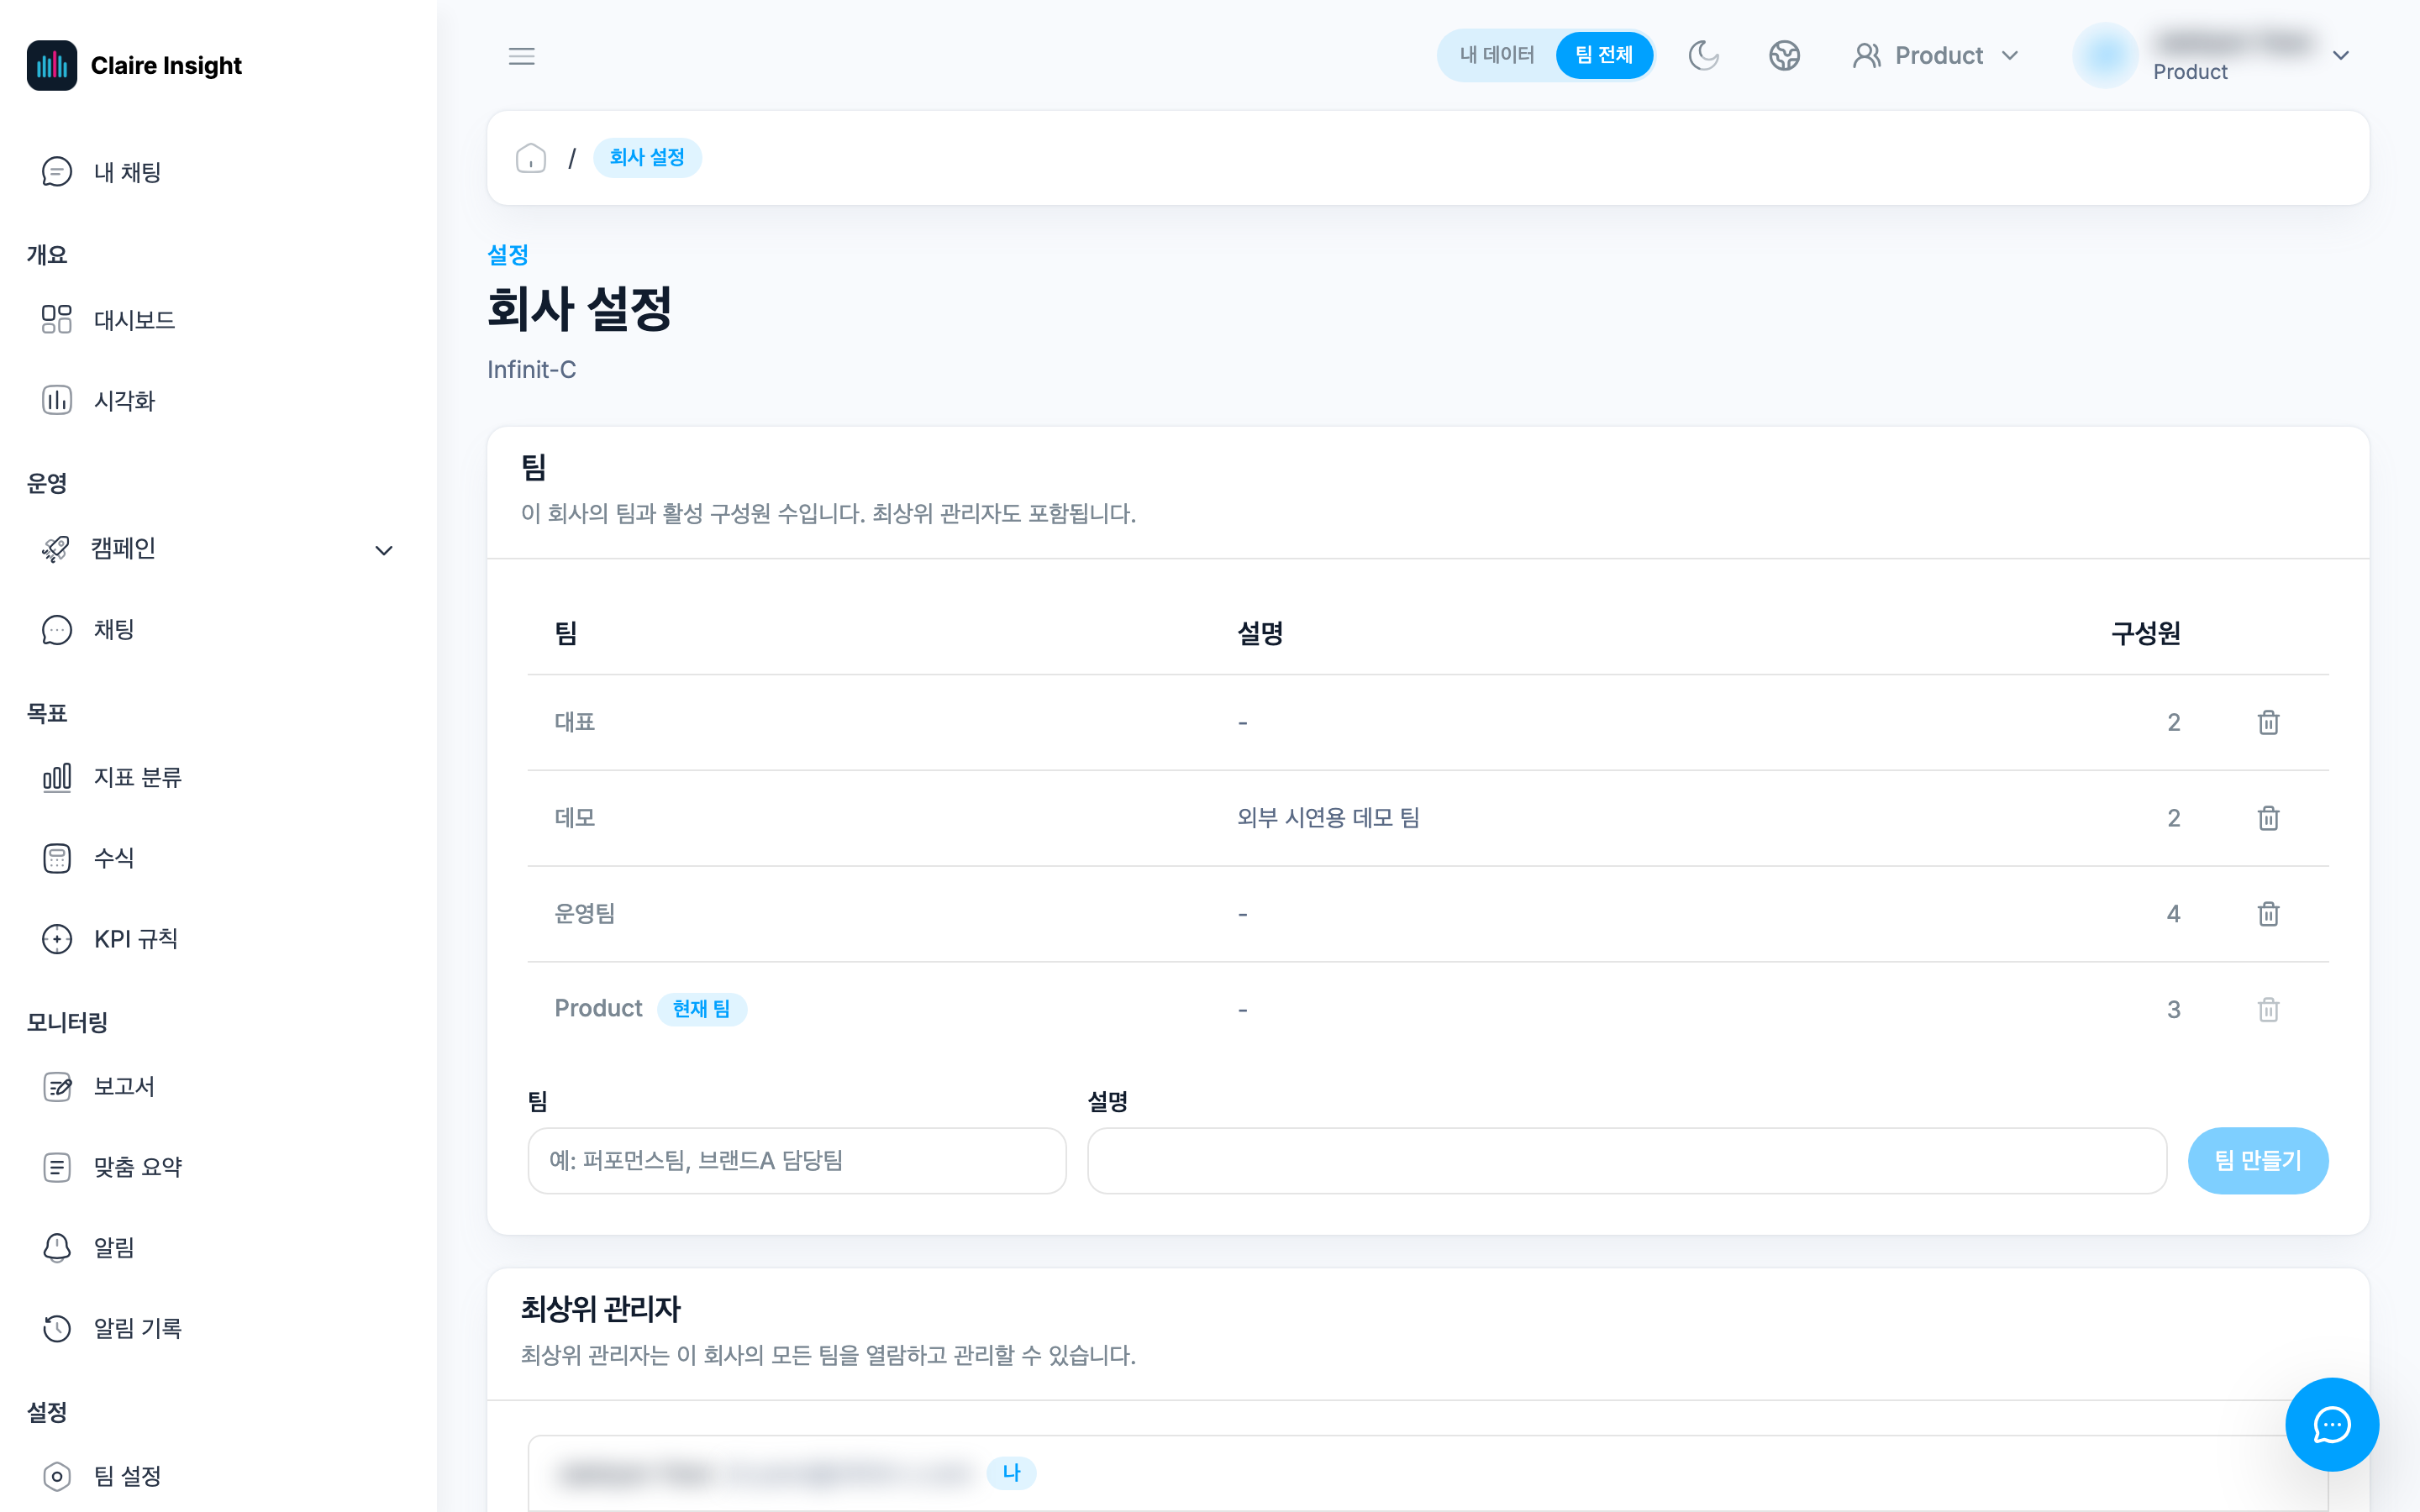 Claire Insight
내 데이터
팀 전체
Product
Product
내 채팅
개요
대시보드
시각화
운영
캠페인
채팅
목표
지표 분류
수식
KPI 규칙
모니터링
보고서
맞춤 요약
알림
알림 기록
설정
팀 설정
/ 회사 설정
설정
회사 설정
Infinit-C
팀
이 회사의 팀과 활성 구성원 수입니다. 최상위 관리자도 포함됩니다.
팀 설명 구성원
대표 - 2
데모 외부 시연용 데모 팀 2
운영팀 - 4
Product 현재 팀 - 3
팀 설명
예: 퍼포먼스팀, 브랜드A 담당팀 팀 만들기
최상위 관리자
최상위 관리자는 이 회사의 모든 팀을 열람하고 관리할 수 있습니다.
나